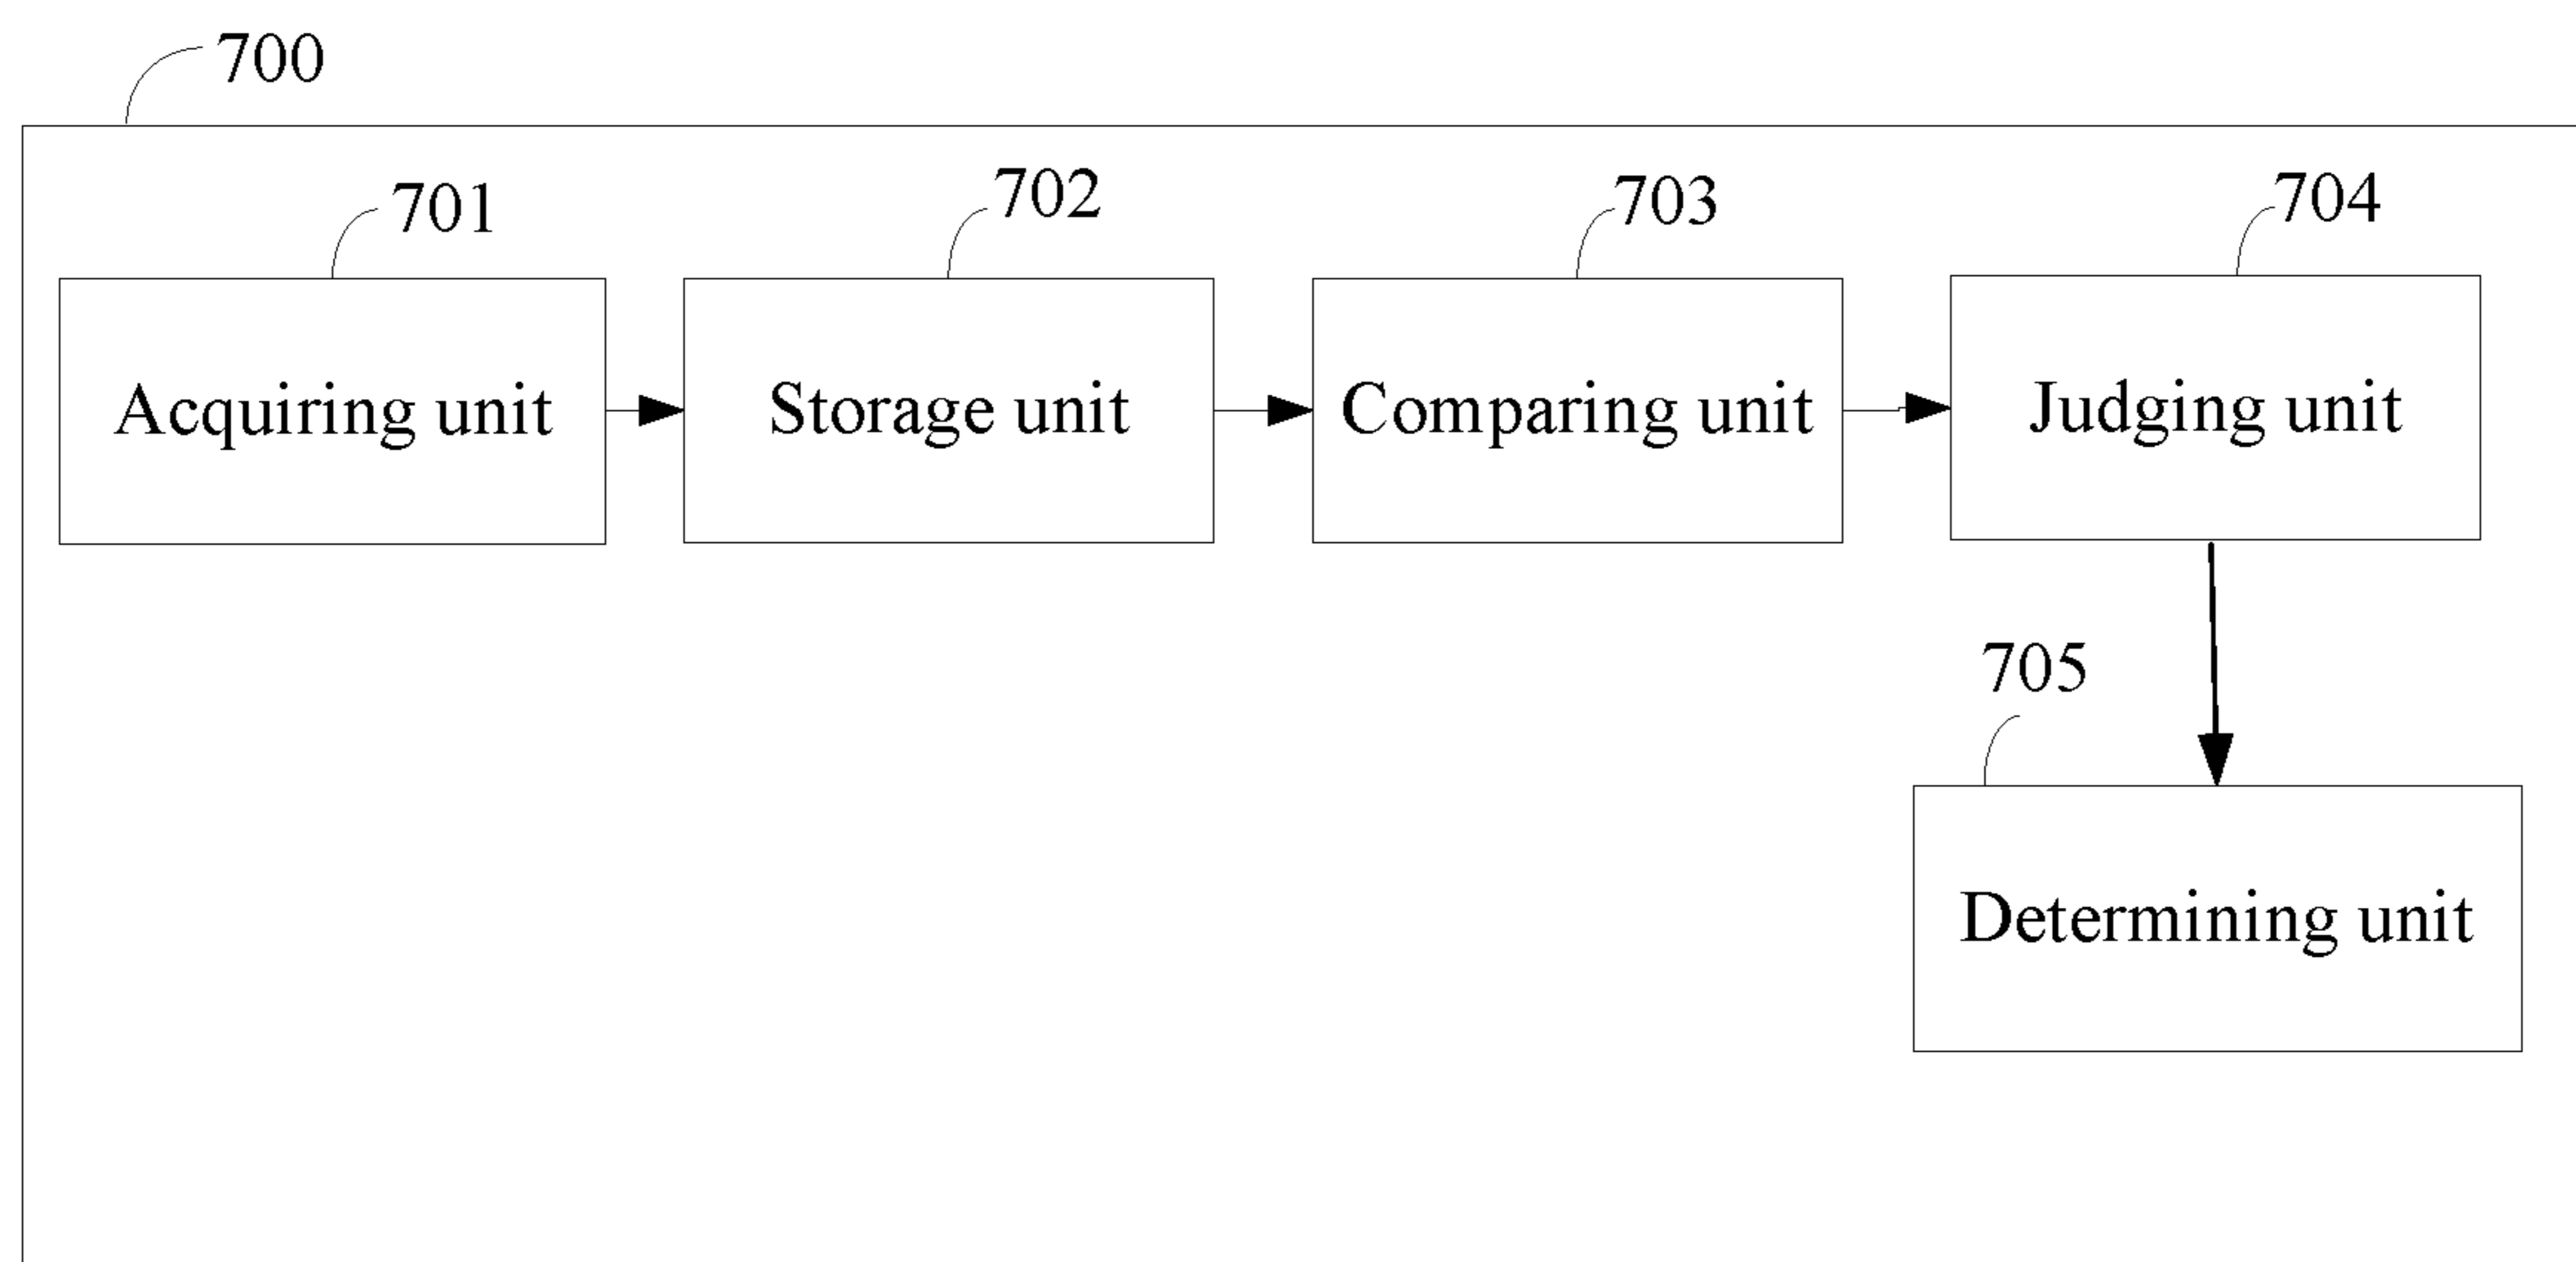 700
701
702
703
704
Acquiring unit
Storage unit
Comparing unit
Judging unit
705
Determining unit